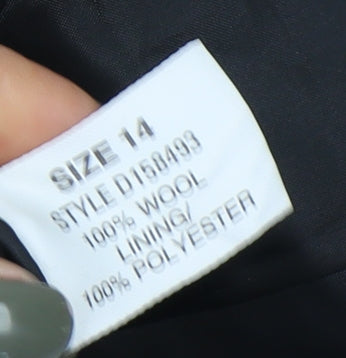 SIZE 14
STYLE D158493
100% WOOL
LINING/
100% POLYESTER